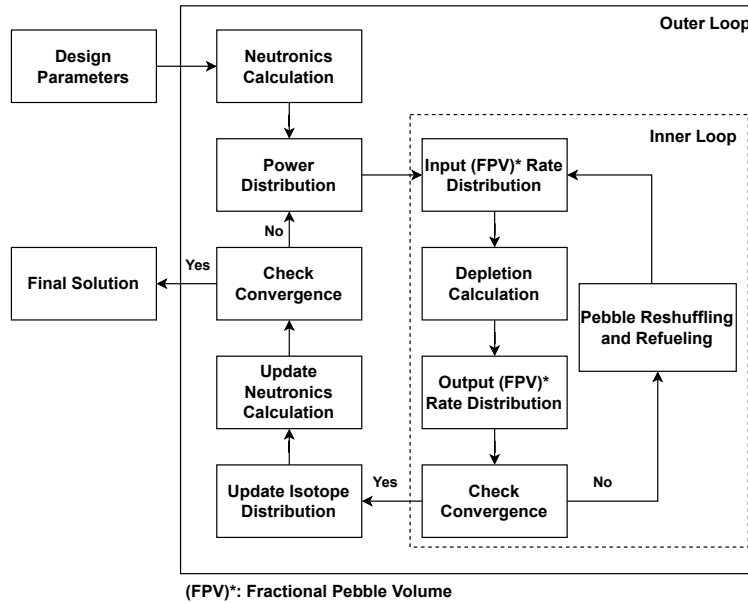 Outer Loop
Design
Parameters
Neutronics
Calculation
Inner Loop
Power
Distribution
Input (FPV)* Rate
Distribution
No
Yes
Final Solution
Check
Convergence
Depletion
Calculation
Pebble Reshuffling
and Refueling
Update
Neutronics
Calculation
Output (FPV)*
Rate Distribution
Update Isotope
Distribution
Yes
Check
Convergence
No
(FPV)*: Fractional Pebble Volume